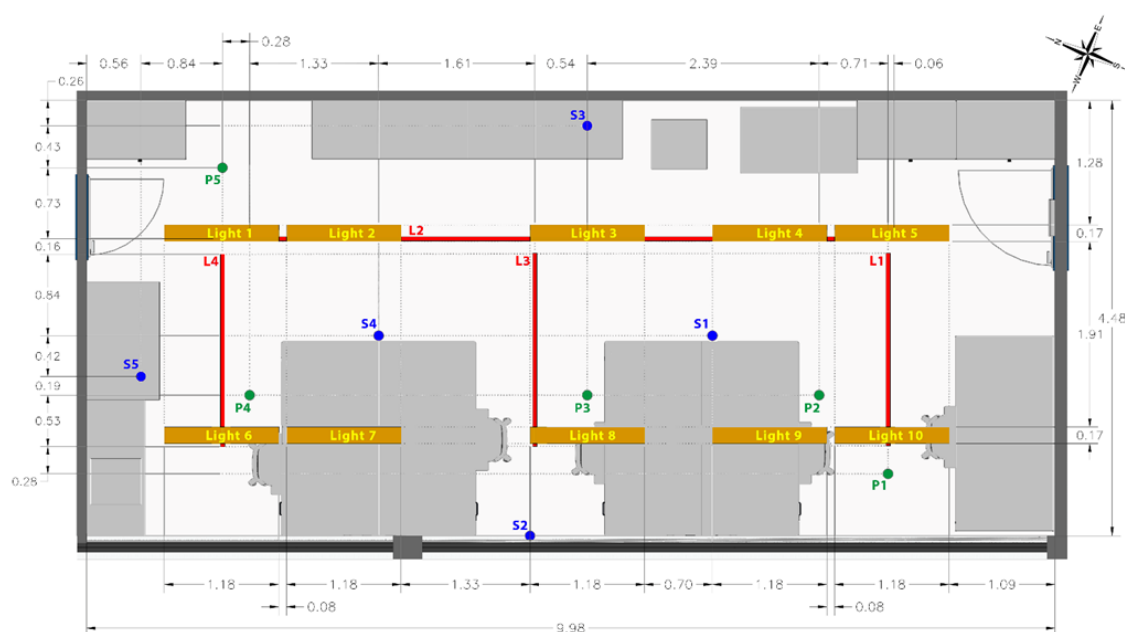 E
N
S
W
0.28
0.56
0.84
1.33
1.61
0.54
2.39
0.71
0.06
0.26
S3
0.43
P5
1.28
0.73
Light 1
Light 2
L2
Light 3
Light 4
Light 5
0.16
0.17
L4
L3
L1
0.84
4.48
S4
S1
1.91
0.42
S5
0.19
P4
P3
P2
0.53
Light 6
Light 7
Light 8
Light 9
Light 10
0.17
0.28
P1
S2
1.18
1.18
1.33
1.18
0.70
1.18
1.18
1.09
0.08
0.08
9.98